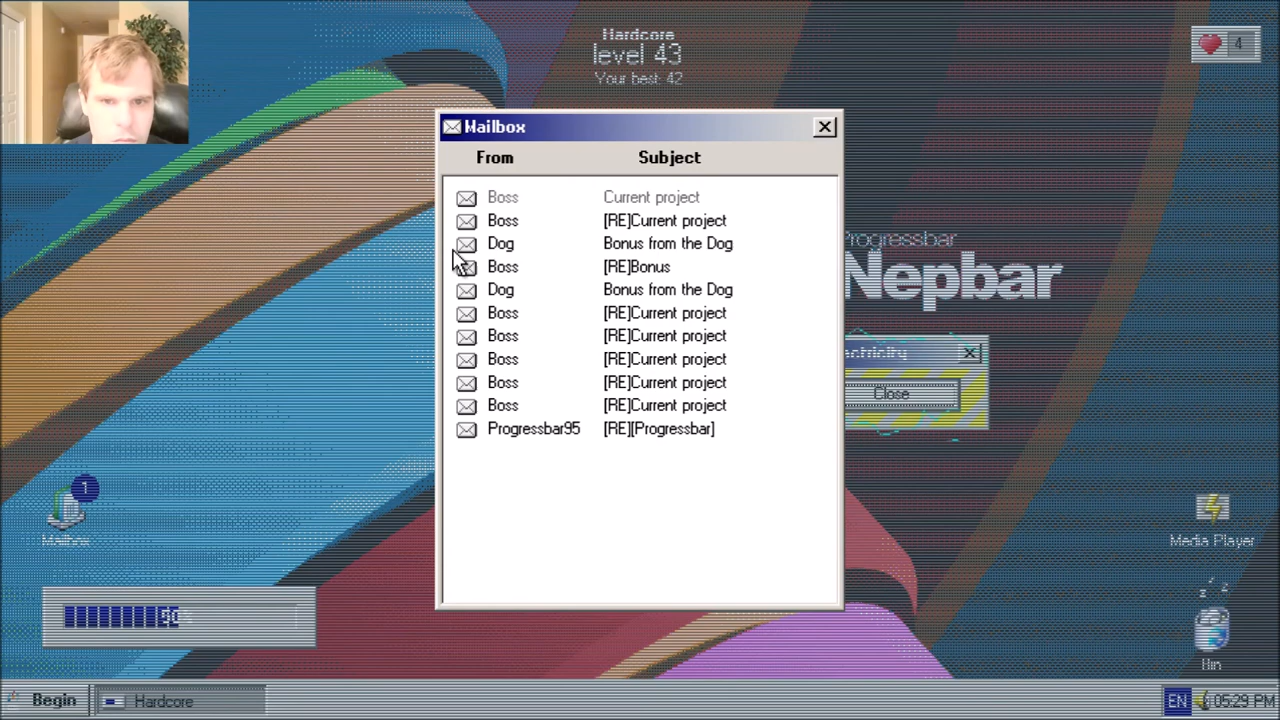 Hardcore
level 43
Your best: 42
4
Mailbox
From Subject
Boss Current project
Boss [RE]Current project
Dog Bonus from the Dog
Boss [RE]Bonus
Dog Bonus from the Dog
Boss [RE]Current project
Boss [RE]Current project
Boss [RE]Current project
Boss [RE]Current project
Boss [RE]Current project
Progressbar95 [RE][Progressbar]
Progressbar
Nepbar
Close
1
Mailbox
Media Player
Bin
Begin
Hardcore
EN
05:29 PM